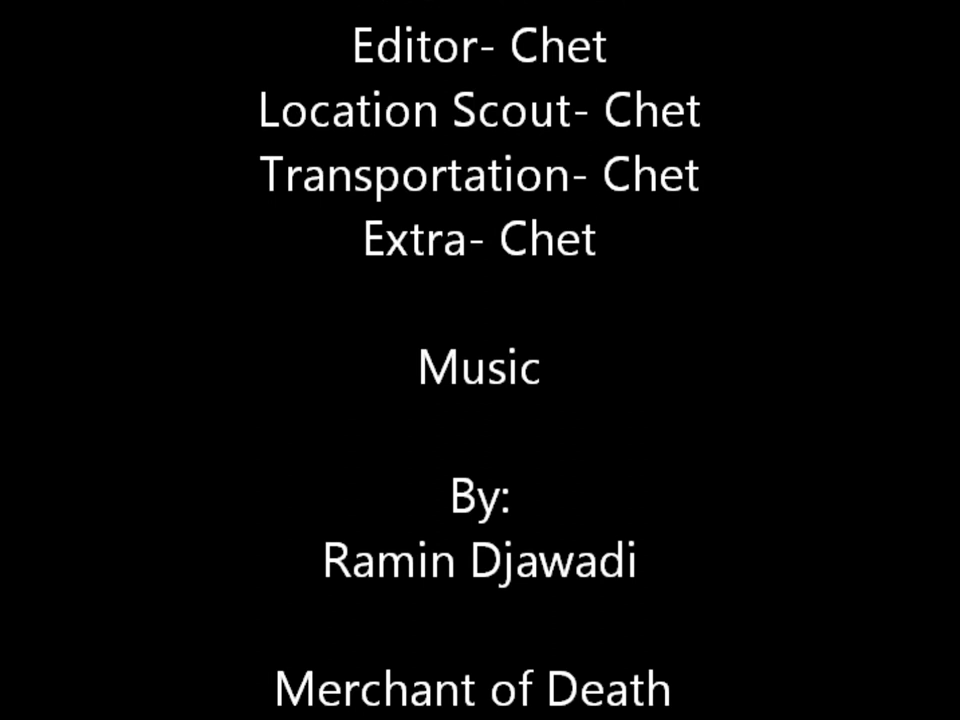 Editor- Chet
Location Scout- Chet
Transportation- Chet
Extra- Chet
Music
By:
Ramin Djawadi
Merchant of Death